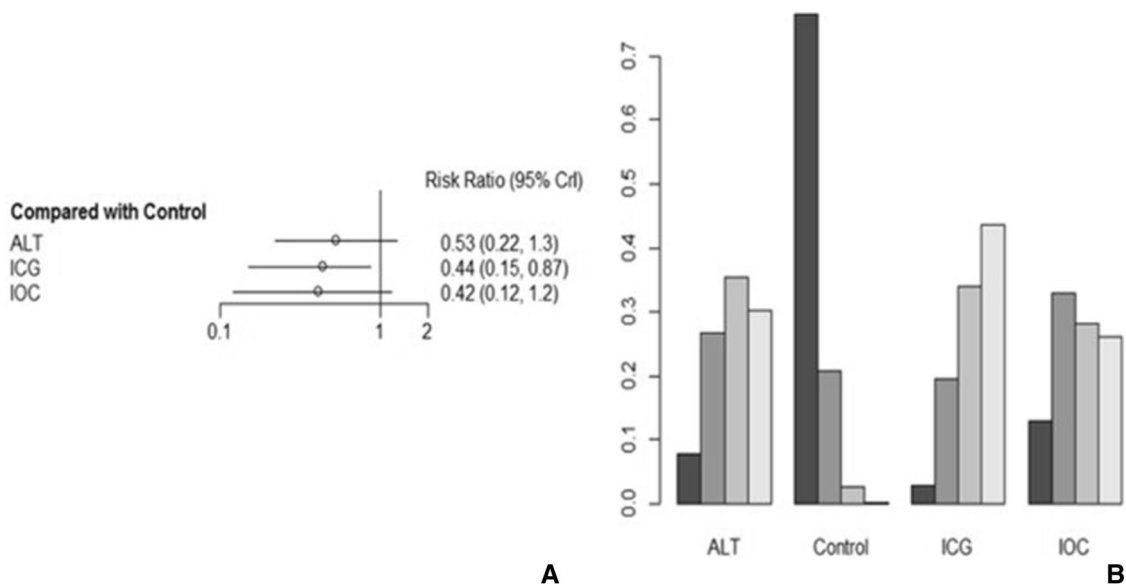 Risk Ratio (95% CrI)
Compared with Control
ALT 0.53 (0.22, 1.3)
ICG 0.44 (0.15, 0.87)
IOC 0.42 (0.12, 1.2)
0.1 1 2
A
0.7
0.6
0.5
0.4
0.3
0.2
0.1
0.0
ALT Control ICG IOC
B